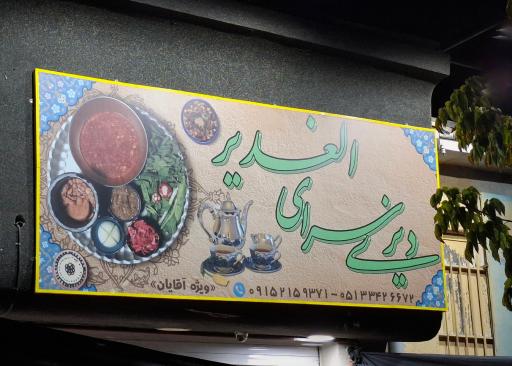 دیزی سرای
الغدیر
۰۹۱۵۲۱۵۹۳۷۱ - ۰۵۱۳۳۴۲۶۶۷۲
«ویژه آقایان»